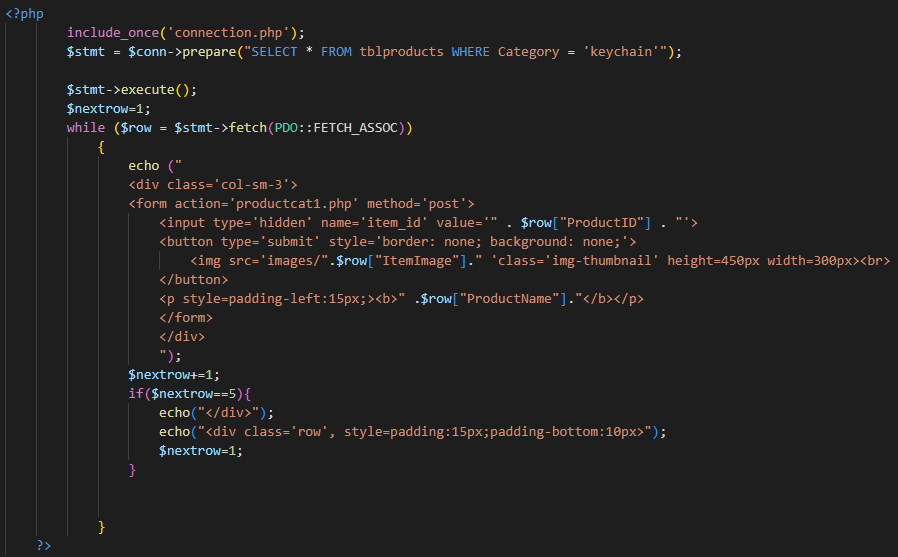 <?php
include_once('connection.php');
$stmt = $conn->prepare("SELECT * FROM tblproducts WHERE Category = 'keychain'");
$stmt->execute();
$nextrow=1;
while ($row = $stmt->fetch(PDO::FETCH_ASSOC))
{
echo ("
<div class='col-sm-3'>
<form action='productcat1.php' method='post'>
<input type='hidden' name='item_id' value='" . $row["ProductID"] . "'>
<button type='submit' style='border: none; background: none;'>
<img src='images/".$row["ItemImage"]." 'class='img-thumbnail' height=450px width=300px><br>
</button>
<p style=padding-left:15px;><b>" .$row["ProductName"]."</b></p>
</form>
</div>
");
$nextrow+=1;
if($nextrow==5){
echo("</div>");
echo("<div class='row', style=padding:15px;padding-bottom:10px>");
$nextrow=1;
}
}
?>